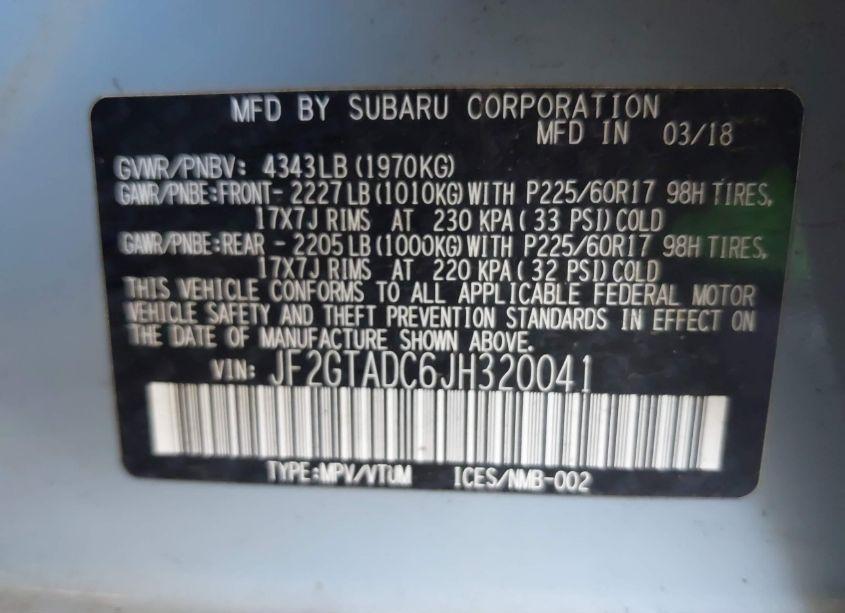 MFD BY SUBARU CORPORATION
MFD IN 03/18
GVWR/PNBV: 4343LB (1970KG)
GAWR/PNBE:FRONT- 2227LB (1010KG) WITH P225/60R17 98H TIRES,
17X7J RIMS AT 230 KPA (33 PSI) COLD
GAWR/PNBE:REAR - 2205LB (1000KG) WITH P225/60R17 98H TIRES,
17X7J RIMS AT 220 KPA (32 PSI) COLD
THIS VEHICLE CONFORMS TO ALL APPLICABLE FEDERAL MOTOR
VEHICLE SAFETY AND THEFT PREVENTION STANDARDS IN EFFECT ON
THE DATE OF MANUFACTURE SHOWN ABOVE.
VIN: JF2GTADC6JH320041
TYPE:MPV/VTUM ICES/NMB-002